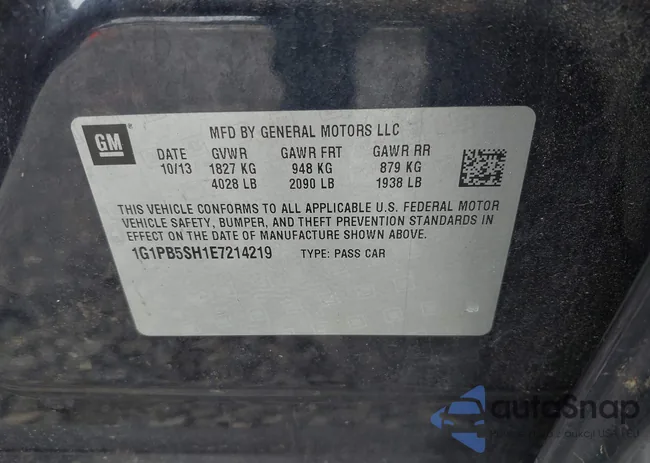 GM
MFD BY GENERAL MOTORS LLC
DATE GVWR GAWR FRT GAWR RR
10/13 1827 KG 948 KG 879 KG
4028 LB 2090 LB 1938 LB
THIS VEHICLE CONFORMS TO ALL APPLICABLE U.S. FEDERAL MOTOR
VEHICLE SAFETY, BUMPER, AND THEFT PREVENTION STANDARDS IN
EFFECT ON THE DATE OF MANUFACTURE SHOWN ABOVE.
1G1PB5SH1E7214219 TYPE: PASS CAR
autoSnap